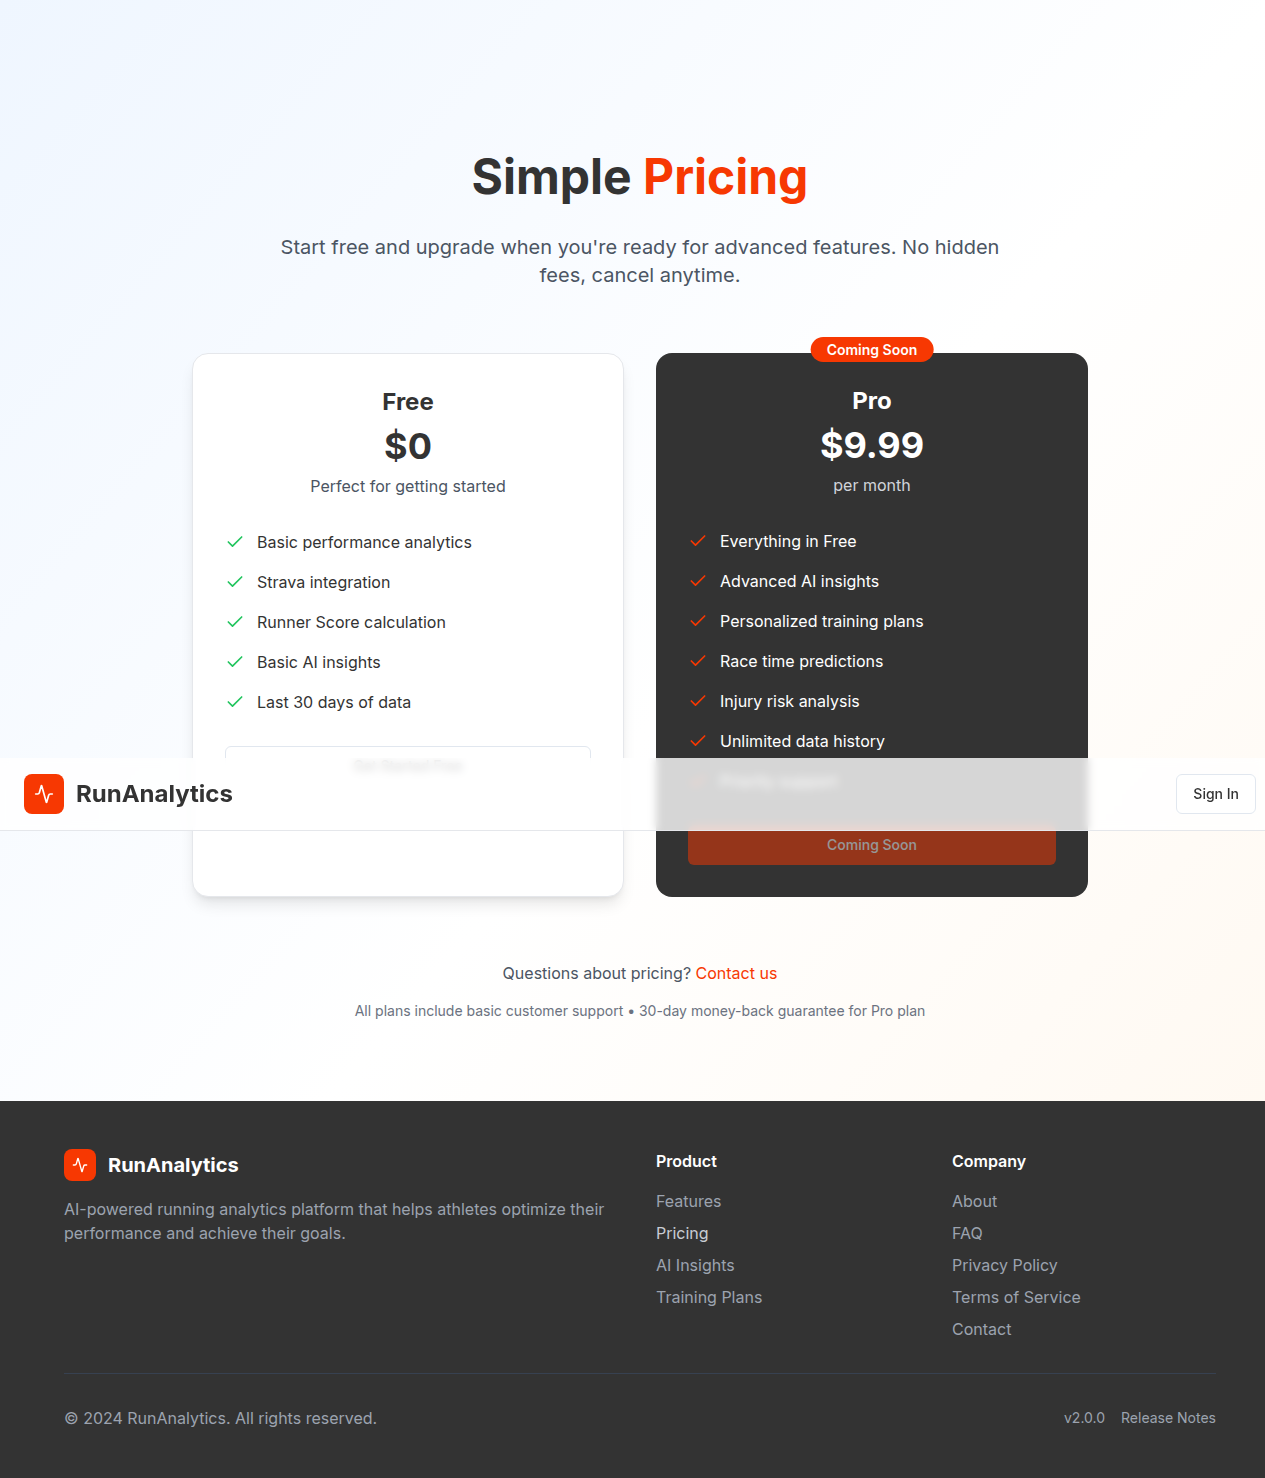 Simple Pricing
Start free and upgrade when you're ready for advanced features. No hidden
fees, cancel anytime.
Free
$0
Perfect for getting started
Basic performance analytics
Strava integration
Runner Score calculation
Basic AI insights
Last 30 days of data
Get Started Free
Coming Soon
Pro
$9.99
per month
Everything in Free
Advanced AI insights
Personalized training plans
Race time predictions
Injury risk analysis
Unlimited data history
Priority support
Coming Soon
RunAnalytics
Sign In
Questions about pricing? Contact us
All plans include basic customer support • 30-day money-back guarantee for Pro plan
RunAnalytics
AI-powered running analytics platform that helps athletes optimize their
performance and achieve their goals.
Product
Features
Pricing
AI Insights
Training Plans
Company
About
FAQ
Privacy Policy
Terms of Service
Contact
© 2024 RunAnalytics. All rights reserved.
v2.0.0 Release Notes